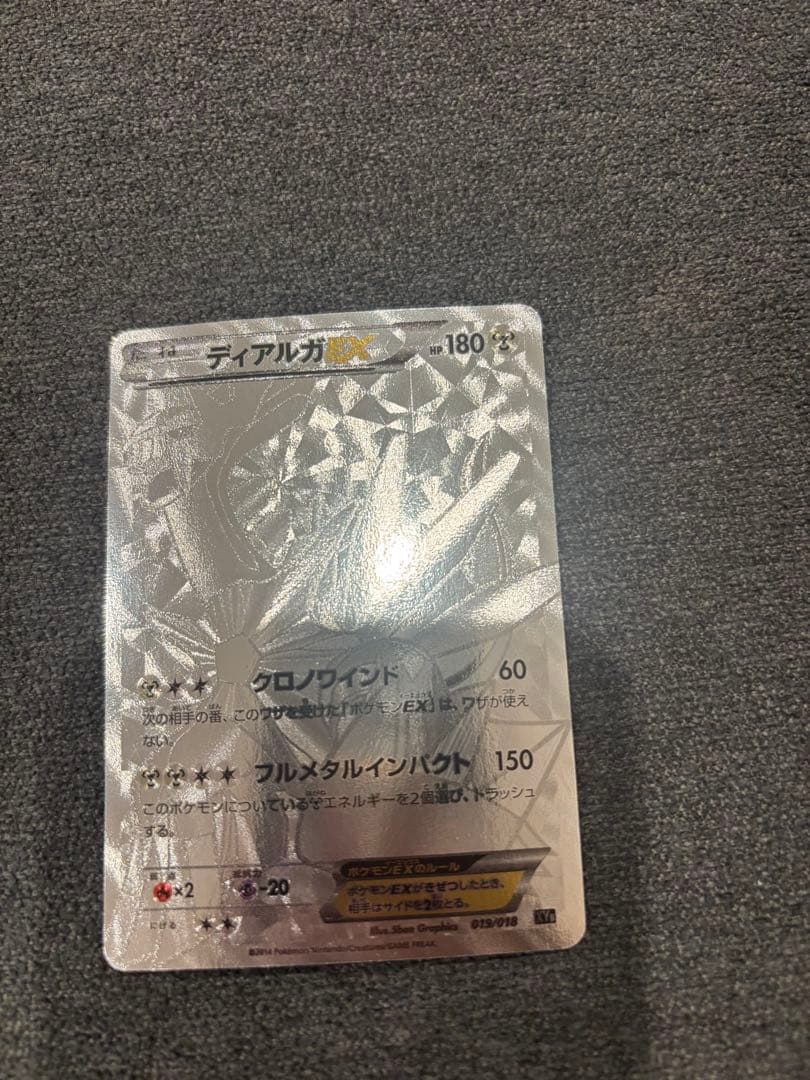 たね ディアルガEX HP180
クロノワインド 60
次の相手の番、このワザを受けた「ポケモンEX」は、ワザが使え
ない。
フルメタルインパクト 150
このポケモンについているエネルギーを2個選び、トラッシュ
する。
弱点 抵抗力
×2 -20
にげる
ポケモンEXのルール
ポケモンEXがきぜつしたとき、
相手はサイドを2枚とる。
Illus.5ban Graphics 019/018
©2014 Pokémon/Nintendo/Creatures/GAME FREAK.